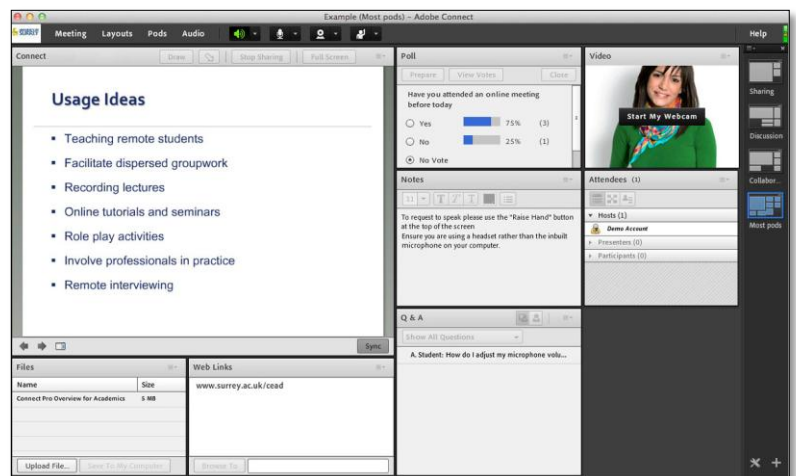 Example (Most pods) - Adobe Connect
SURREY
Meeting Layouts Pods Audio Help
Connect Draw Stop Sharing Full Screen
Usage Ideas
Teaching remote students
Facilitate dispersed groupwork
Recording lectures
Online tutorials and seminars
Role play activities
Involve professionals in practice
Remote interviewing
Sync
Files
Name Size
Connect Pro Overview for Academics 5 MB
Upload File... Save To My Computer
Web Links
www.surrey.ac.uk/cead
Browse To
Poll
Prepare View Votes Close
Have you attended an online meeting
before today
Yes 75% (3)
No 25% (1)
No Vote
Notes
11 T T T
To request to speak please use the "Raise Hand" button
at the top of the screen
Ensure you are using a headset rather than the inbuilt
microphone on your computer.
Q & A
Show All Questions
A. Student: How do I adjust my microphone volu...
Video
Start My Webcam
Attendees (1)
Hosts (1)
Demo Account
Presenters (0)
Participants (0)
Sharing
Discussion
Collabor...
Most pods